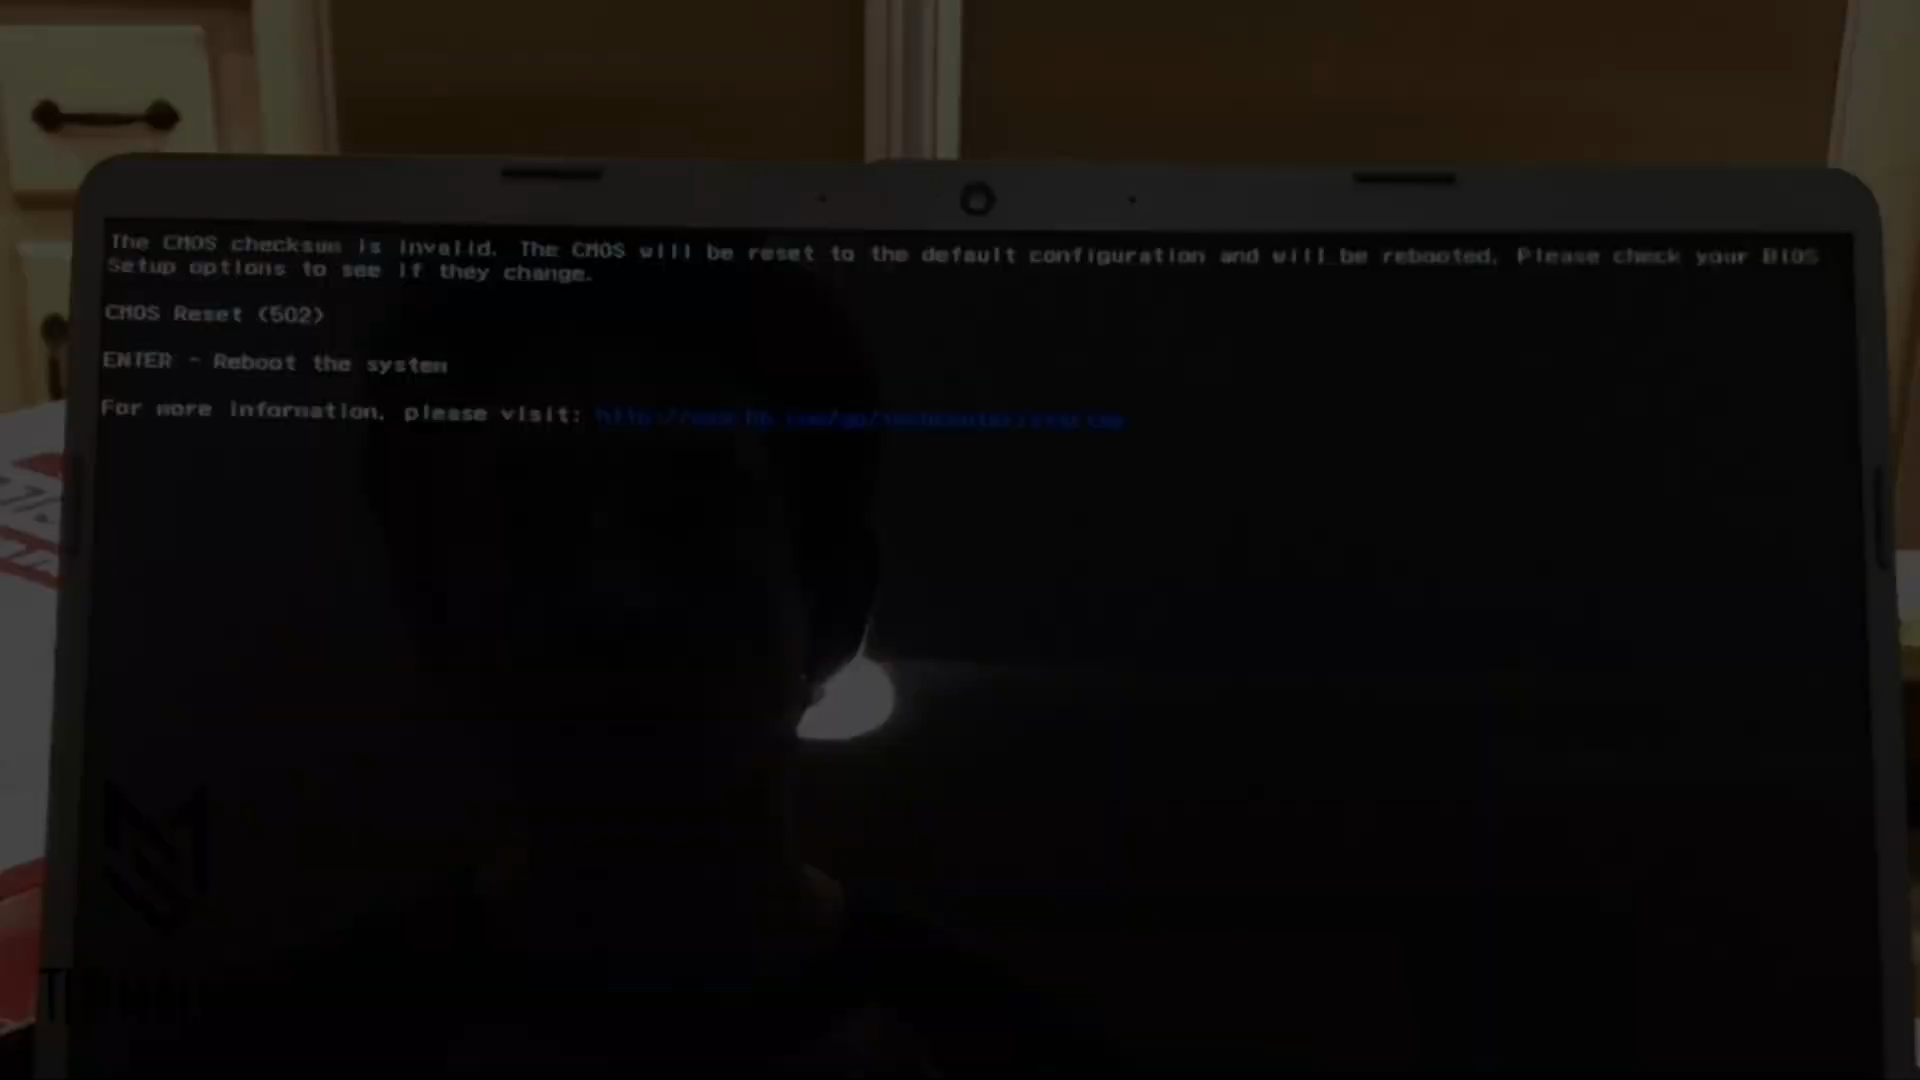 The CMOS checksum is invalid. The CMOS will be reset to the default configuration and will be rebooted. Please check your BIOS
Setup options to see if they change.
CMOS Reset (502)
ENTER - Reboot the system
For more information, please visit: